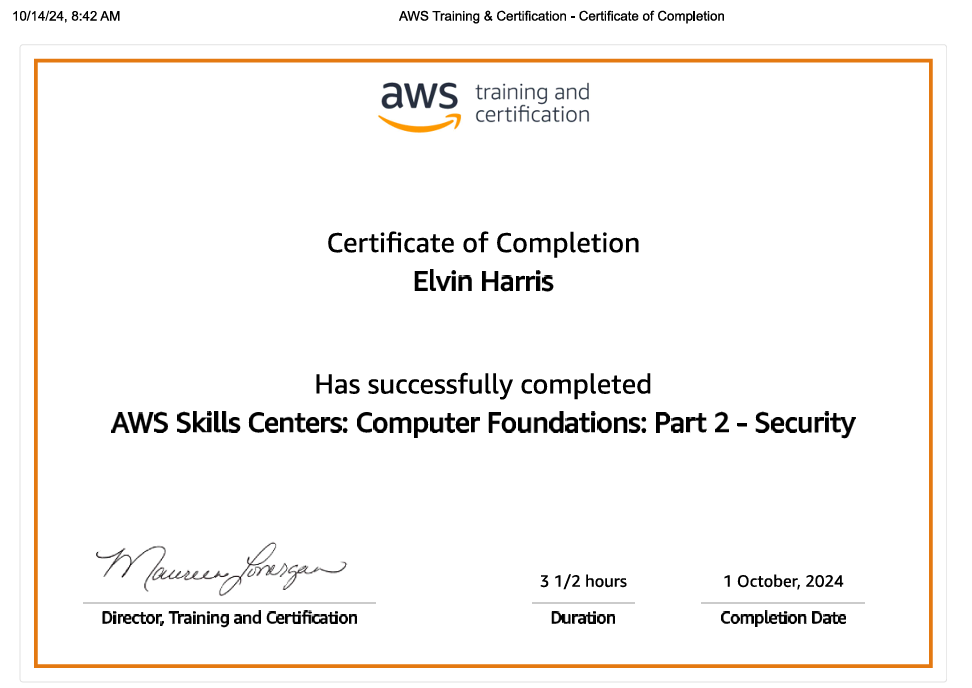 10/14/24, 8:42 AM
AWS Training & Certification - Certificate of Completion
aws training and
certification
Certificate of Completion
Elvin Harris
Has successfully completed
AWS Skills Centers: Computer Foundations: Part 2 - Security
Maureen Lonergan
3 1/2 hours
1 October, 2024
Director, Training and Certification
Duration
Completion Date